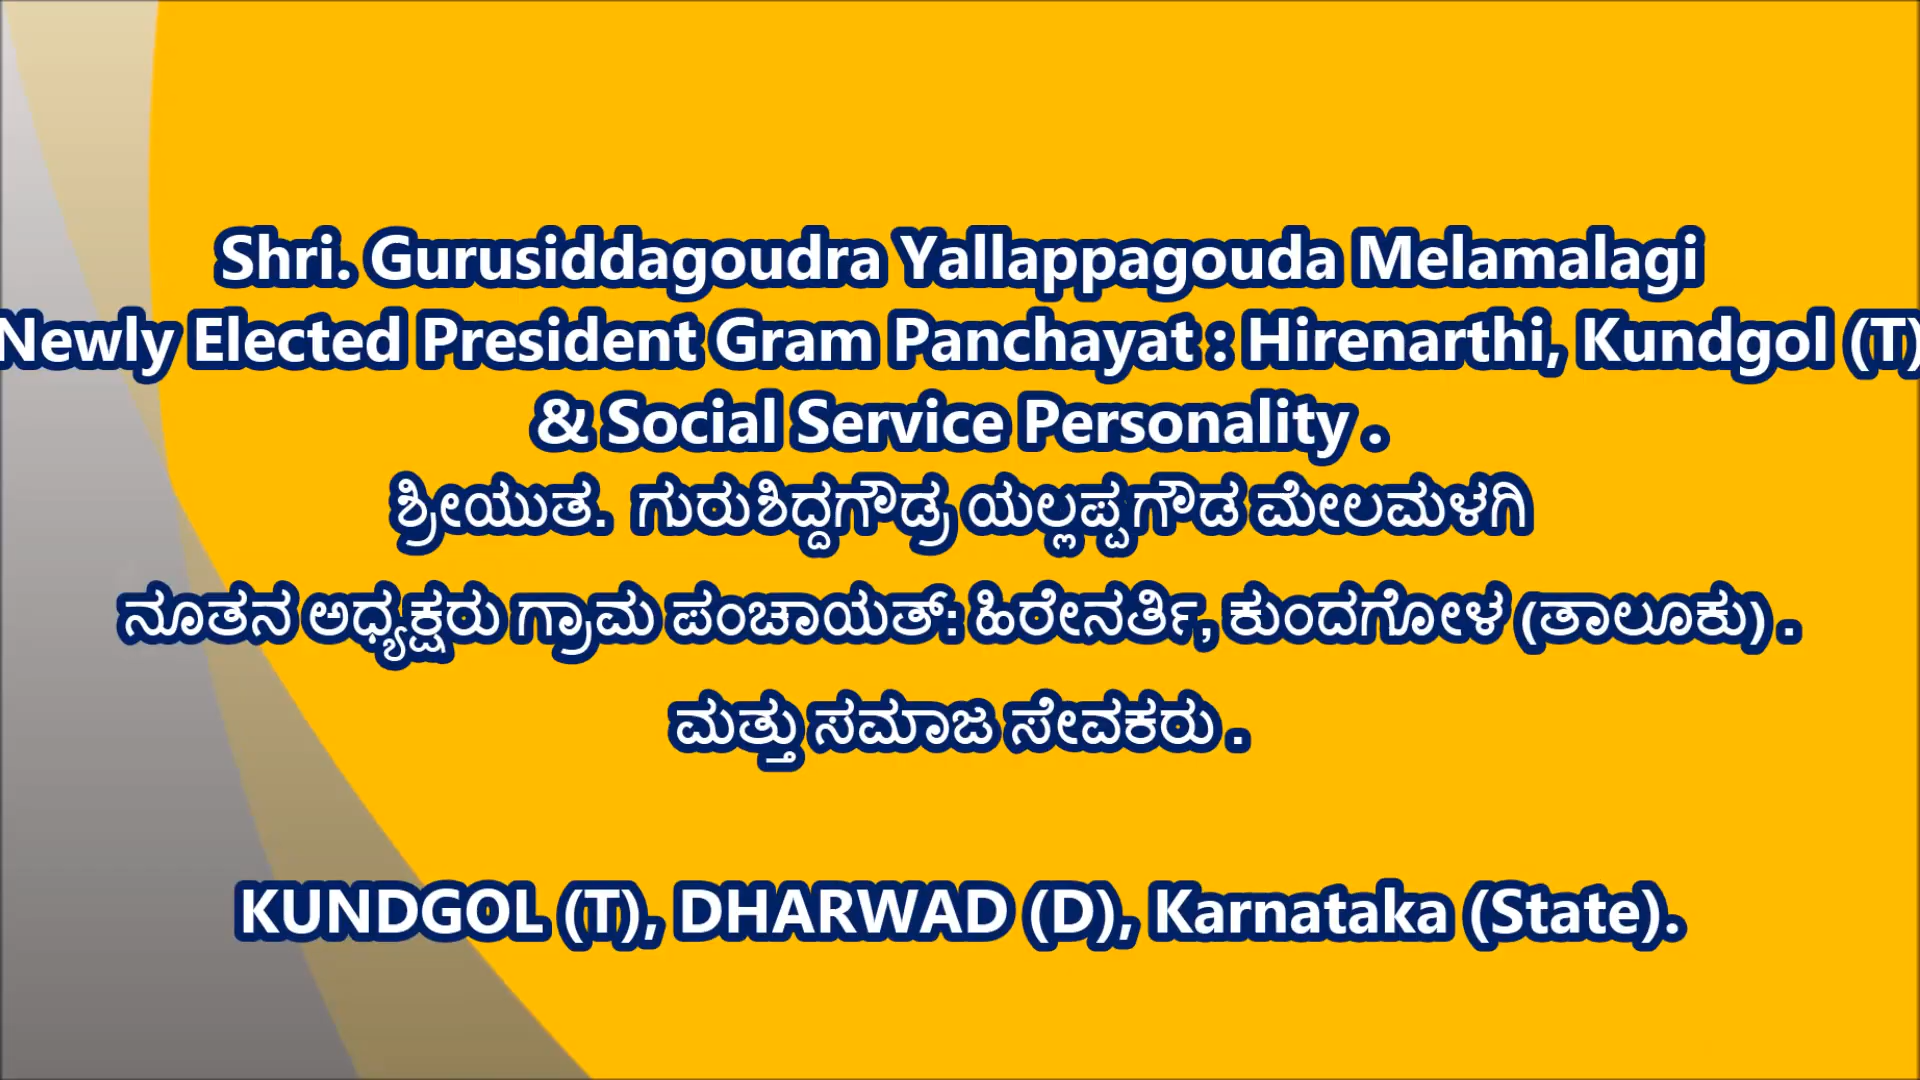 Shri. Gurusiddagoudra Yallappagouda Melamalagi
Newly Elected President Gram Panchayat : Hirenarthi, Kundgol (T)
& Social Service Personality .
ಶ್ರೀಯುತ. ಗುರುಶಿದ್ದಗೌಡ್ರ ಯಲ್ಲಪ್ಪಗೌಡ ಮೇಲಮಳಗಿ
ನೂತನ ಅಧ್ಯಕ್ಷರು ಗ್ರಾಮ ಪಂಚಾಯತ್: ಹಿರೇನರ್ತಿ, ಕುಂದಗೋಳ (ತಾಲೂಕು) .
ಮತ್ತು ಸಮಾಜ ಸೇವಕರು .
KUNDGOL (T), DHARWAD (D), Karnataka (State).